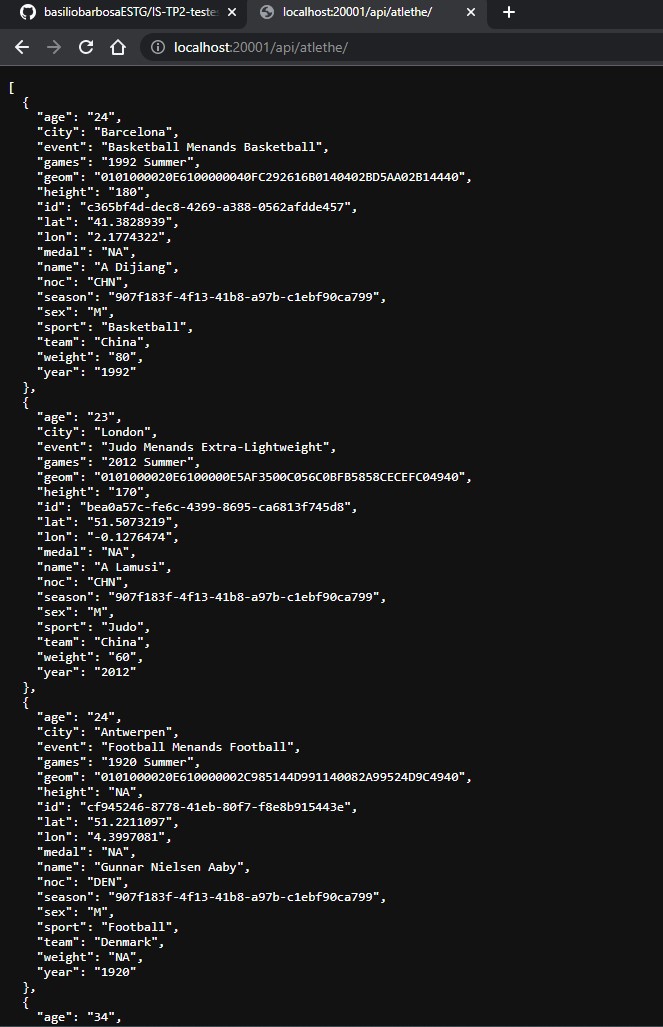 basiliobarbosaESTG/IS-TP2-teste
localhost:20001/api/atlethe/
localhost:20001/api/atlethe/
[
{
"age": "24",
"city": "Barcelona",
"event": "Basketball Menands Basketball",
"games": "1992 Summer",
"geom": "0101000020E6100000040FC292616B0140402BD5AA02B14440",
"height": "180",
"id": "c365bf4d-dec8-4269-a388-0562afdde457",
"lat": "41.3828939",
"lon": "2.1774322",
"medal": "NA",
"name": "A Dijiang",
"noc": "CHN",
"season": "907f183f-4f13-41b8-a97b-c1ebf90ca799",
"sex": "M",
"sport": "Basketball",
"team": "China",
"weight": "80",
"year": "1992"
},
{
"age": "23",
"city": "London",
"event": "Judo Menands Extra-Lightweight",
"games": "2012 Summer",
"geom": "0101000020E6100000E5AF3500C056C0BFB5858CECEFC04940",
"height": "170",
"id": "bea0a57c-fe6c-4399-8695-ca6813f745d8",
"lat": "51.5073219",
"lon": "-0.1276474",
"medal": "NA",
"name": "A Lamusi",
"noc": "CHN",
"season": "907f183f-4f13-41b8-a97b-c1ebf90ca799",
"sex": "M",
"sport": "Judo",
"team": "China",
"weight": "60",
"year": "2012"
},
{
"age": "24",
"city": "Antwerpen",
"event": "Football Menands Football",
"games": "1920 Summer",
"geom": "0101000020E610000002C985144D991140082A99524D9C4940",
"height": "NA",
"id": "cf945246-8778-41eb-80f7-f8e8b915443e",
"lat": "51.2211097",
"lon": "4.3997081",
"medal": "NA",
"name": "Gunnar Nielsen Aaby",
"noc": "DEN",
"season": "907f183f-4f13-41b8-a97b-c1ebf90ca799",
"sex": "M",
"sport": "Football",
"team": "Denmark",
"weight": "NA",
"year": "1920"
},
{
"age": "34",